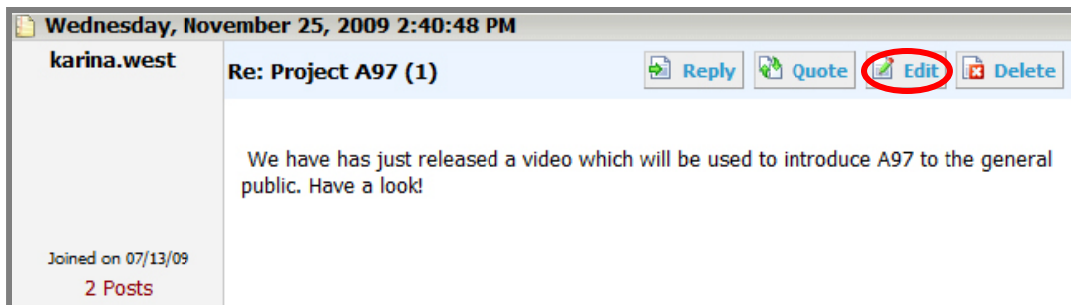 Wednesday, November 25, 2009 2:40:48 PM
karina.west
Re: Project A97 (1)
Reply Quote Edit Delete
We have has just released a video which will be used to introduce A97 to the general
public. Have a look!
Joined on 07/13/09
2 Posts